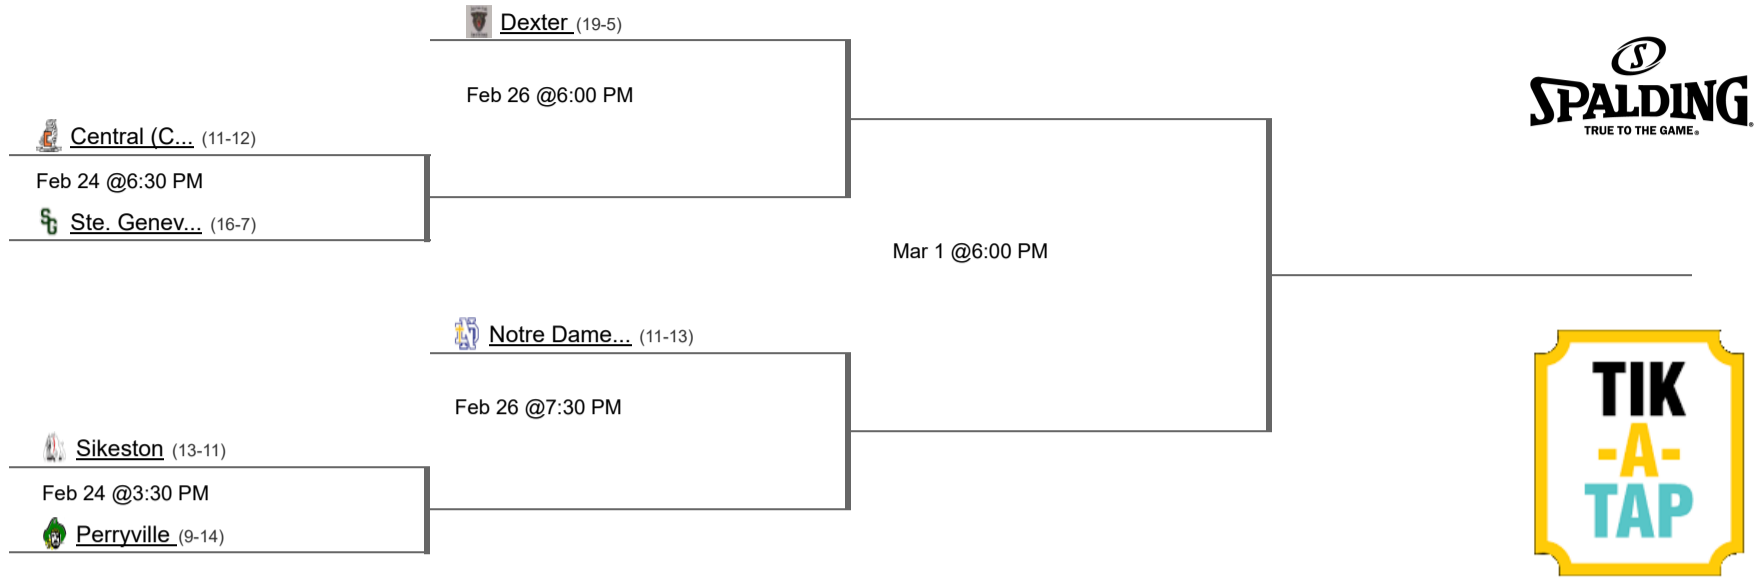 Dexter (19-5)
Feb 26 @6:00 PM
Central (C... (11-12)
Feb 24 @6:30 PM
Ste. Genev... (16-7)
Mar 1 @6:00 PM
Notre Dame... (11-13)
Feb 26 @7:30 PM
Sikeston (13-11)
Feb 24 @3:30 PM
Perryville (9-14)
S
SPALDING®
TRUE TO THE GAME®
TIK
-A-
TAP